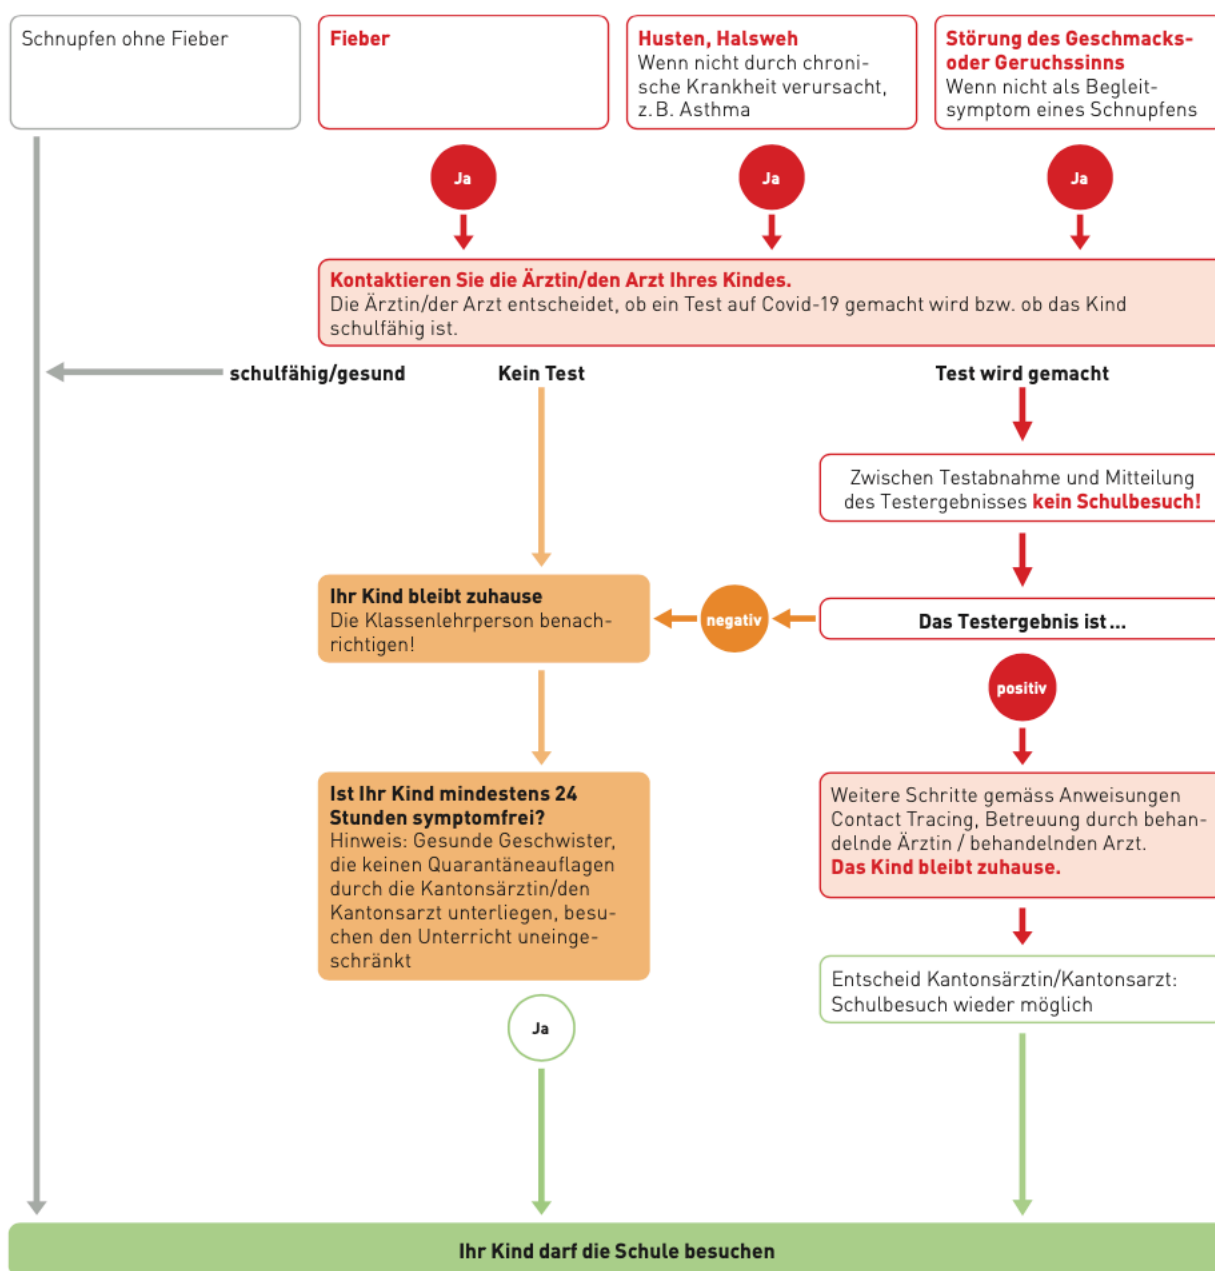 Schnupfen ohne Fieber
Fieber
Husten, Halsweh
Wenn nicht durch chroni-
sche Krankheit verursacht,
z.B. Asthma
Störung des Geschmacks-
oder Geruchssinns
Wenn nicht als Begleit-
symptom eines Schnupfens
Ja
Ja
Ja
Kontaktieren Sie die Ärztin/den Arzt Ihres Kindes.
Die Ärztin/der Arzt entscheidet, ob ein Test auf Covid-19 gemacht wird bzw. ob das Kind
schulfähig ist.
schulfähig/gesund
Kein Test
Test wird gemacht
Zwischen Testabnahme und Mitteilung
des Testergebnisses kein Schulbesuch!
Ihr Kind bleibt zuhause
Die Klassenlehrperson benach-
richtigen!
negativ
Das Testergebnis ist ...
positiv
Ist Ihr Kind mindestens 24
Stunden symptomfrei?
Hinweis: Gesunde Geschwister,
die keinen Quarantäneauflagen
durch die Kantonsärztin/den
Kantonsarzt unterliegen, besu-
chen den Unterricht uneinge-
schränkt
Weitere Schritte gemäss Anweisungen
Contact Tracing, Betreuung durch behan-
delnde Ärztin / behandelnden Arzt.
Das Kind bleibt zuhause.
Entscheid Kantonsärztin/Kantonsarzt:
Schulbesuch wieder möglich
Ja
Ihr Kind darf die Schule besuchen